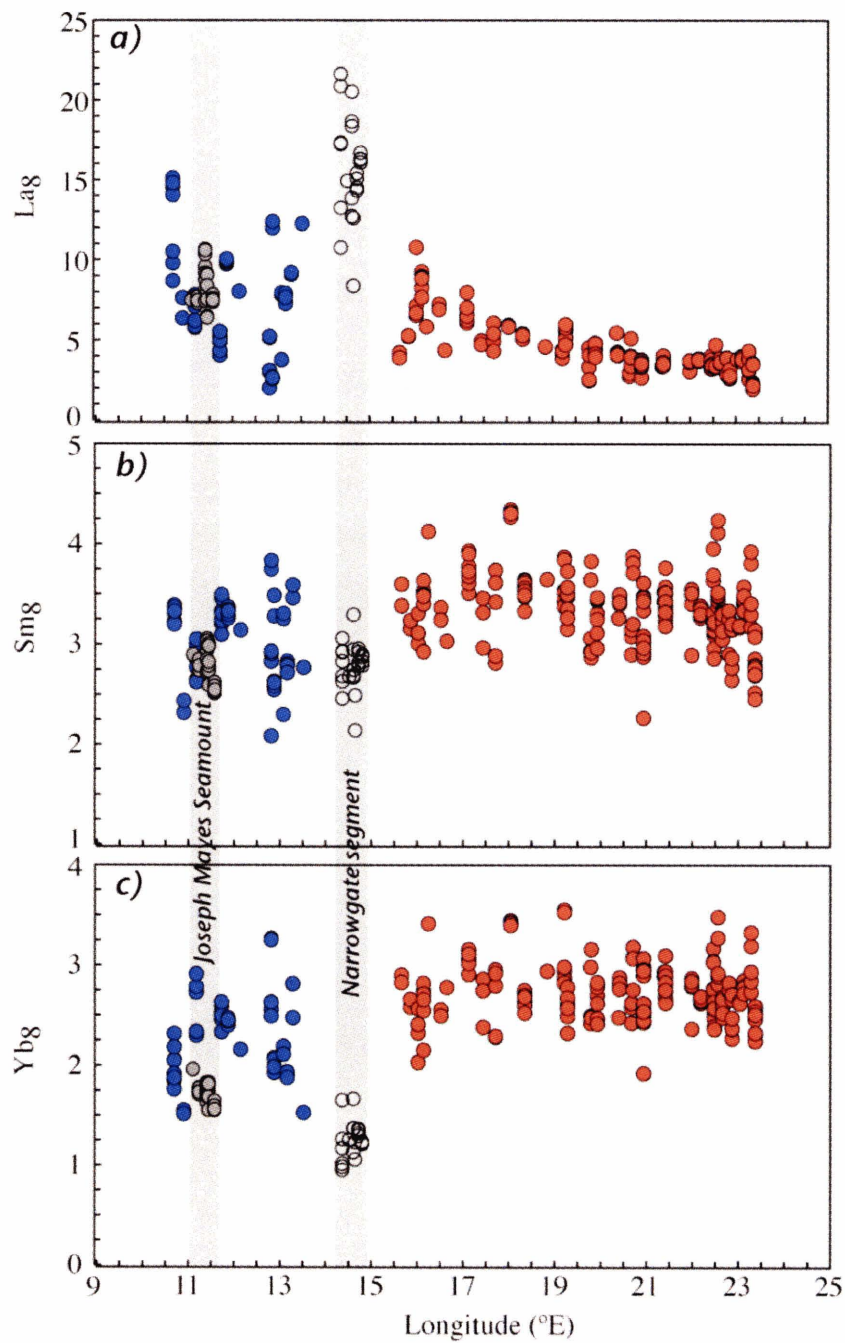 25
a)
20
15
La8
10
5
0
5
b)
4
Sm8
3
2
1
Joseph Mayes Seamount
Narrowgate segment
4
c)
3
Yb8
2
1
0
9 11 13 15 17 19 21 23 25
Longitude (°E)